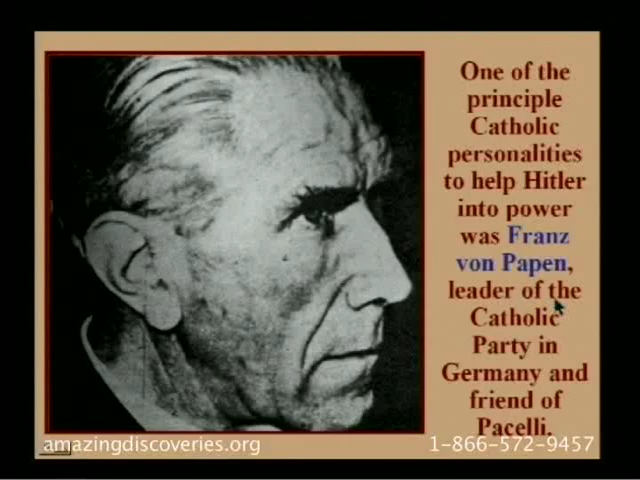 One of the
principle
Catholic
personalities
to help Hitler
into power
was Franz
von Papen,
leader of the
Catholic
Party in
Germany and
friend of
Pacelli.
amazingdiscoveries.org
1-866-572-9457